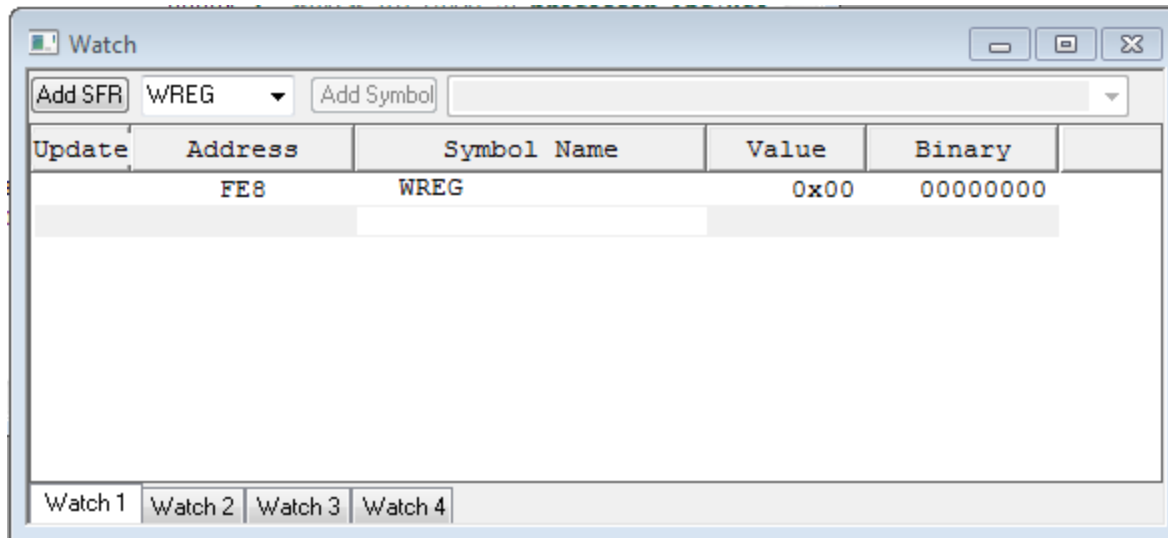 Watch
Add SFR WREG Add Symbol
Update Address Symbol Name Value Binary
FE8 WREG 0x00 00000000
Watch 1 Watch 2 Watch 3 Watch 4